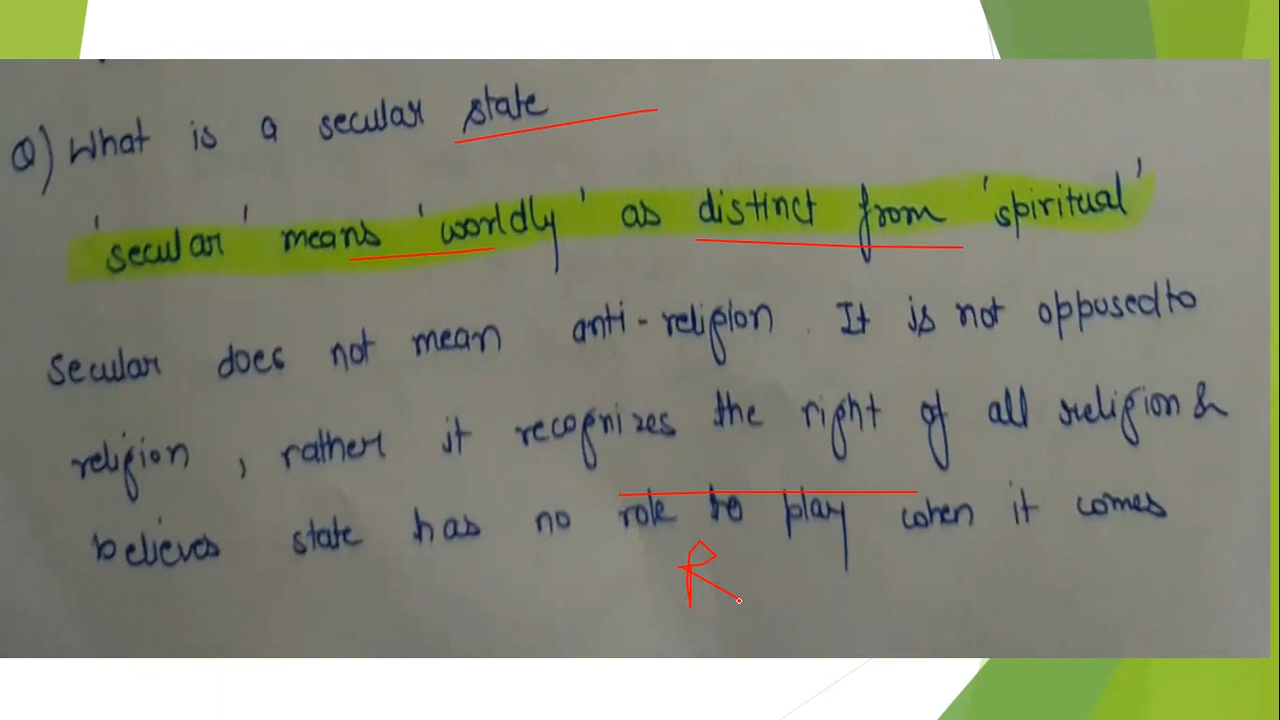 Q) What is a secular state
'secular' means 'worldly' as distinct from 'spiritual'
secular does not mean anti-religion. It is not opposed to
religion, rather it recognizes the right of all religion &
believes state has no role to play when it comes
R